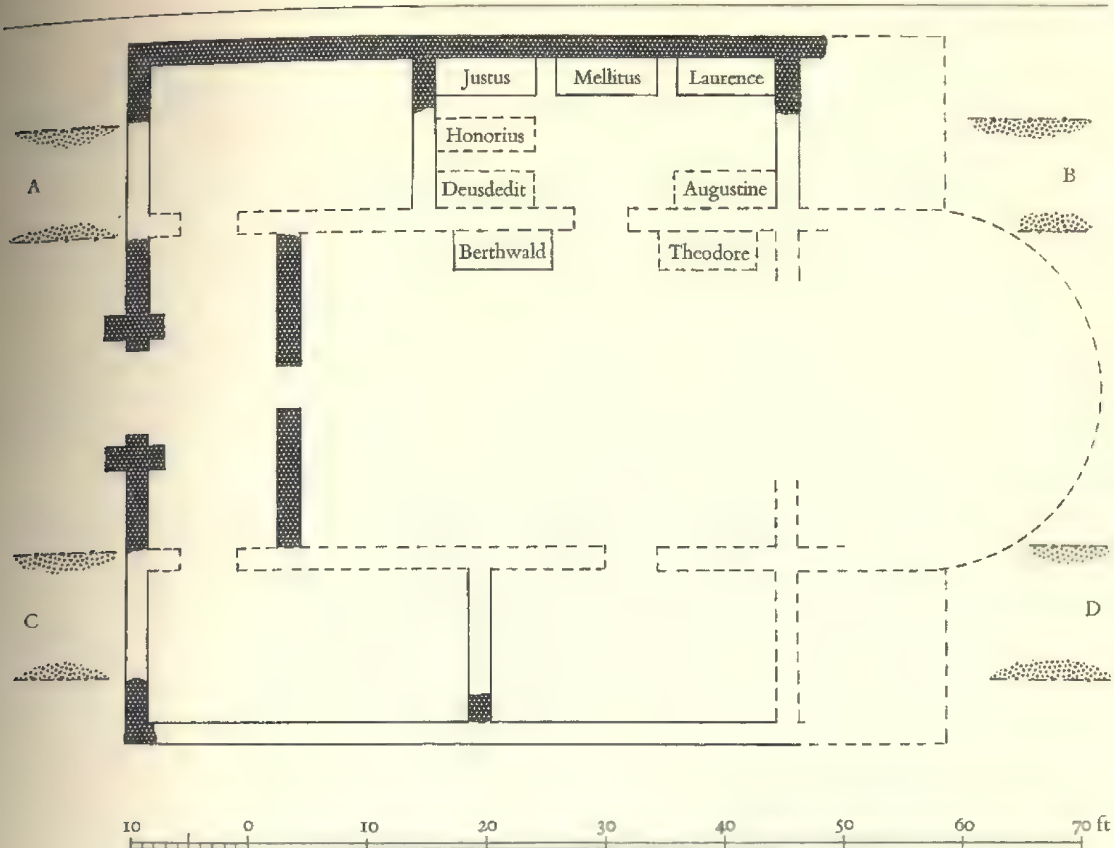 Justus Mellitus Laurence
Honorius
A
B
Deusdedit Augustine
Berthwald Theodore
C
D
10 0 10 20 30 40 50 60 70 ft